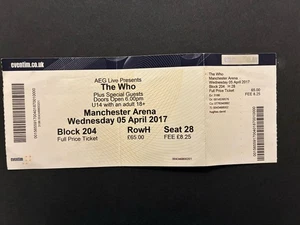 eventim.co.uk
AEG Live Presents
The Who
Plus Special Guests
Doors Open 6.00pm
U14 with an adult 18+
Manchester Arena
Wednesday 05 April 2017
Block 204 RowH Seat 28
Full Price Ticket £65.00 FEE £8.25
The Who
Manchester Arena
Wednesday 05 April 2017
Block 204 H 28
Full Price Ticket 65.00
FEE 8.25